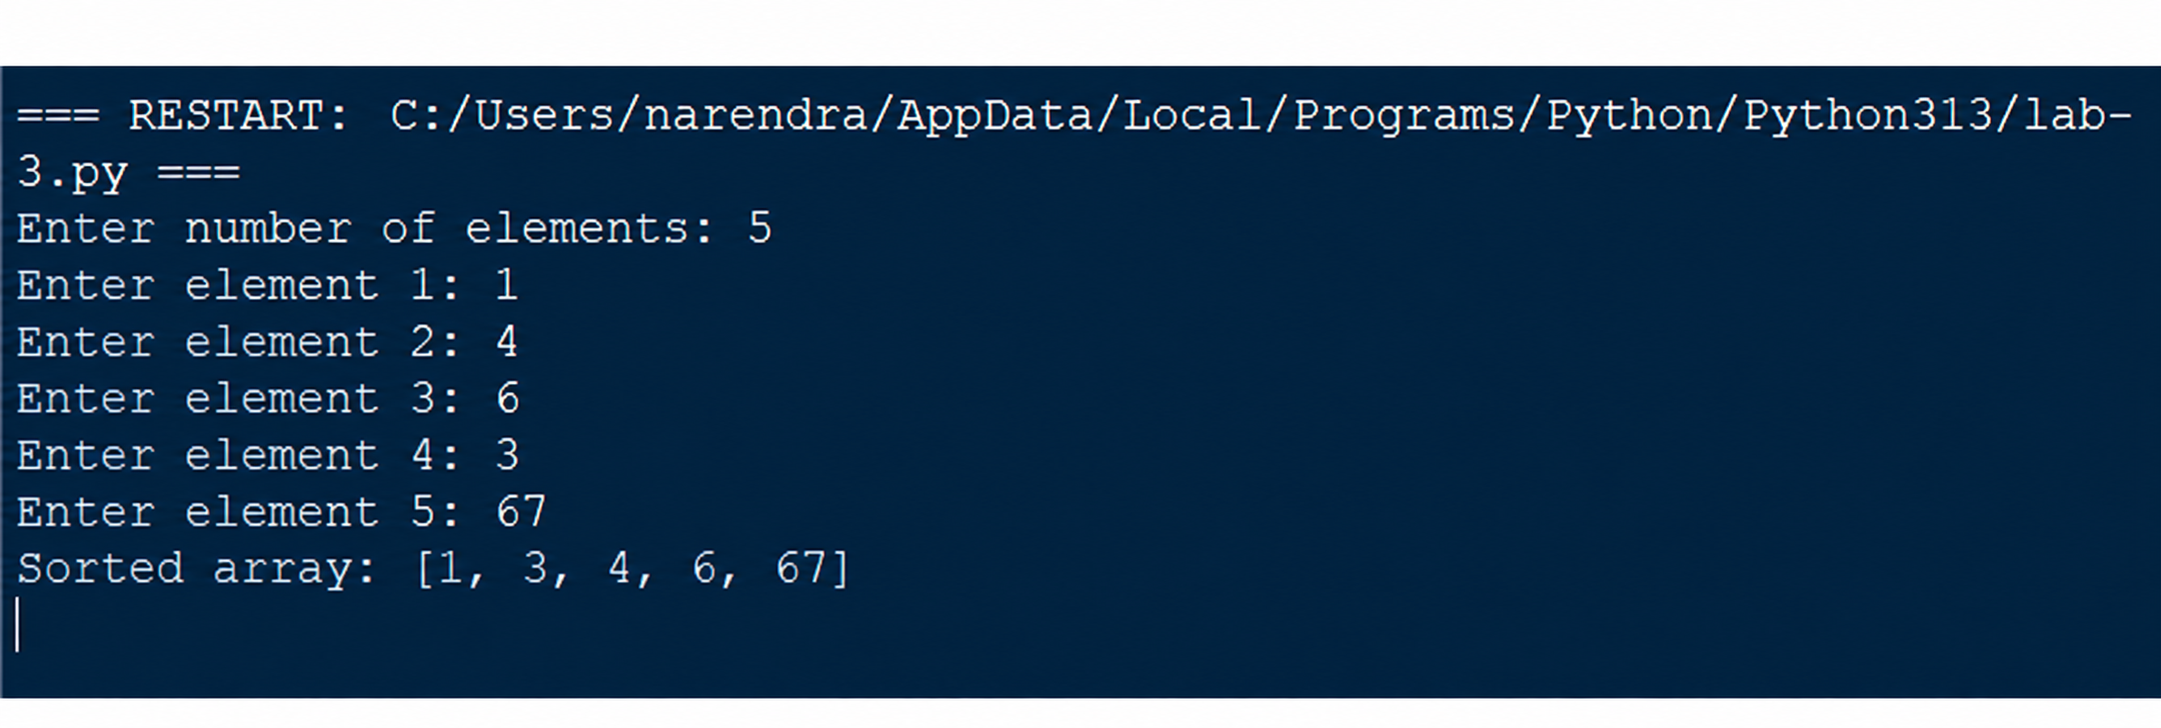 === RESTART: C:/Users/narendra/AppData/Local/Programs/Python/Python313/lab-
3.py ===
Enter number of elements: 5
Enter element 1: 1
Enter element 2: 4
Enter element 3: 6
Enter element 4: 3
Enter element 5: 67
Sorted array: [1, 3, 4, 6, 67]